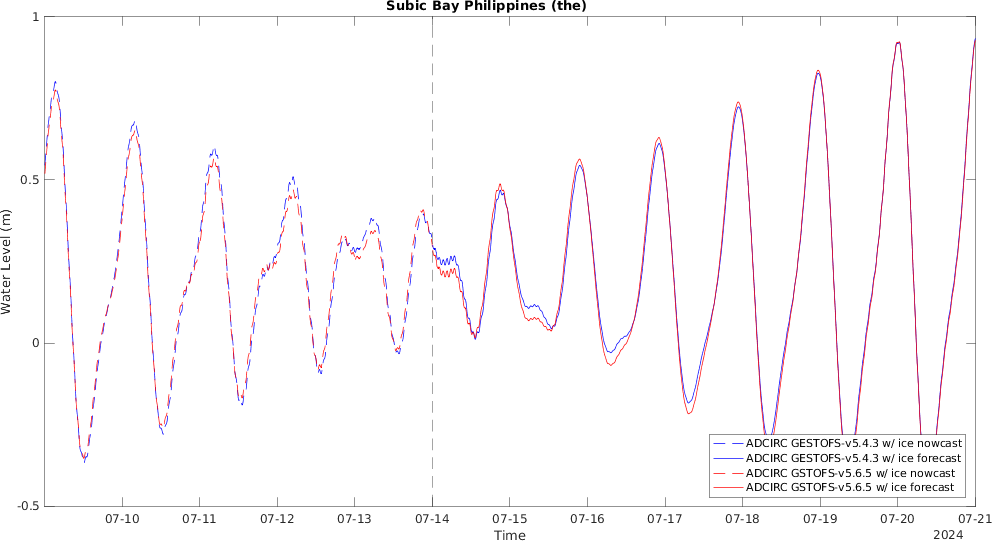 Subic Bay Philippines (the)
1
0.5
0
-0.5
Water Level (m)
07-10 07-11 07-12 07-13 07-14 07-15 07-16 07-17 07-18 07-19 07-20 07-21
Time
2024
ADCIRC GESTOFS-v5.4.3 w/ ice nowcast
ADCIRC GESTOFS-v5.4.3 w/ ice forecast
ADCIRC GSTOFS-v5.6.5 w/ ice nowcast
ADCIRC GSTOFS-v5.6.5 w/ ice forecast